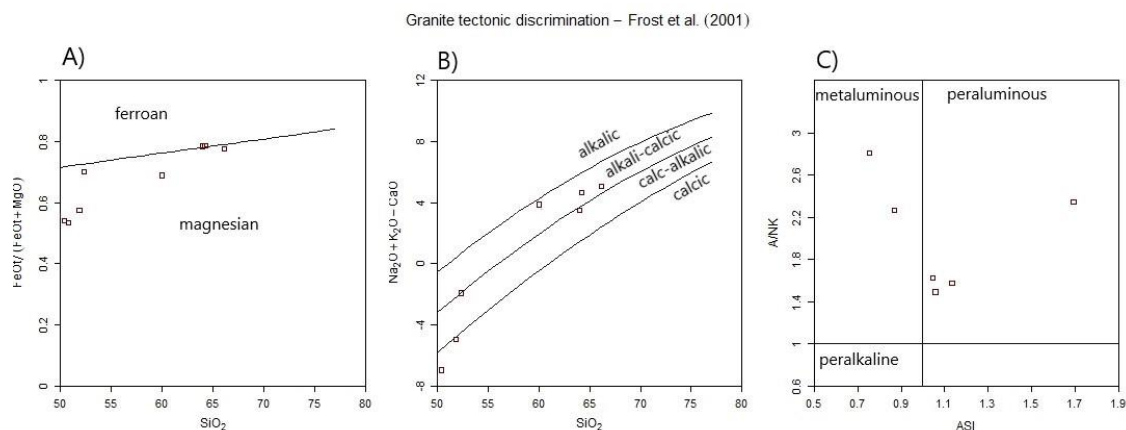 Granite tectonic discrimination – Frost et al. (2001)
A)
FeOt/(FeOt+MgO)
1
0.8
0.6
0.4
0.2
0
ferroan
magnesian
50 55 60 65 70 75 80
SiO₂
B)
Na₂O + K₂O – CaO
12
8
4
0
-4
-8
alkalic
alkali-calcic
calc-alkalic
calcic
50 55 60 65 70 75 80
SiO₂
C)
A/NK
3
2.6
2.2
1.8
1.4
1
0.6
metaluminous
peraluminous
peralkaline
0.5 0.7 0.9 1.1 1.3 1.5 1.7 1.9
ASI